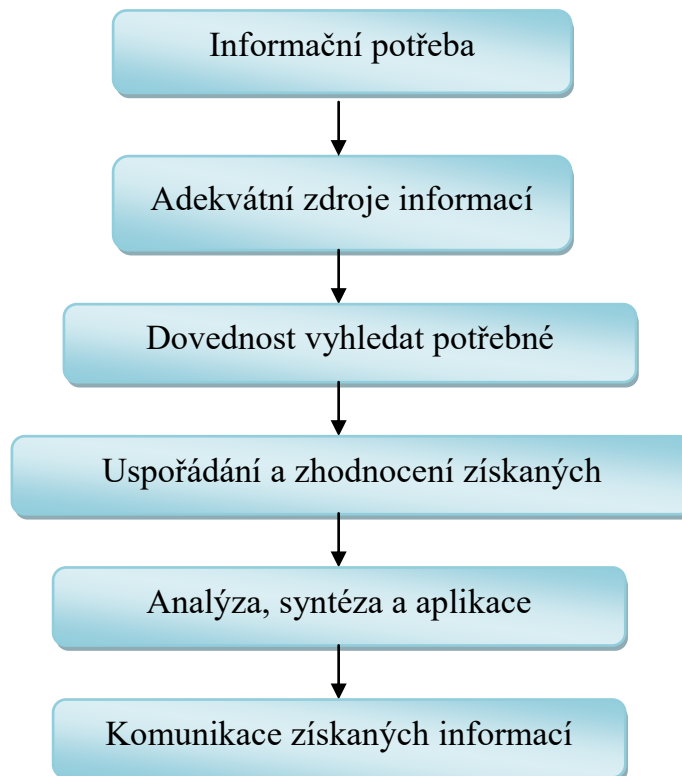 Informační potřeba
Adekvátní zdroje informací
Dovednost vyhledat potřebné
Uspořádání a zhodnocení získaných
Analýza, syntéza a aplikace
Komunikace získaných informací